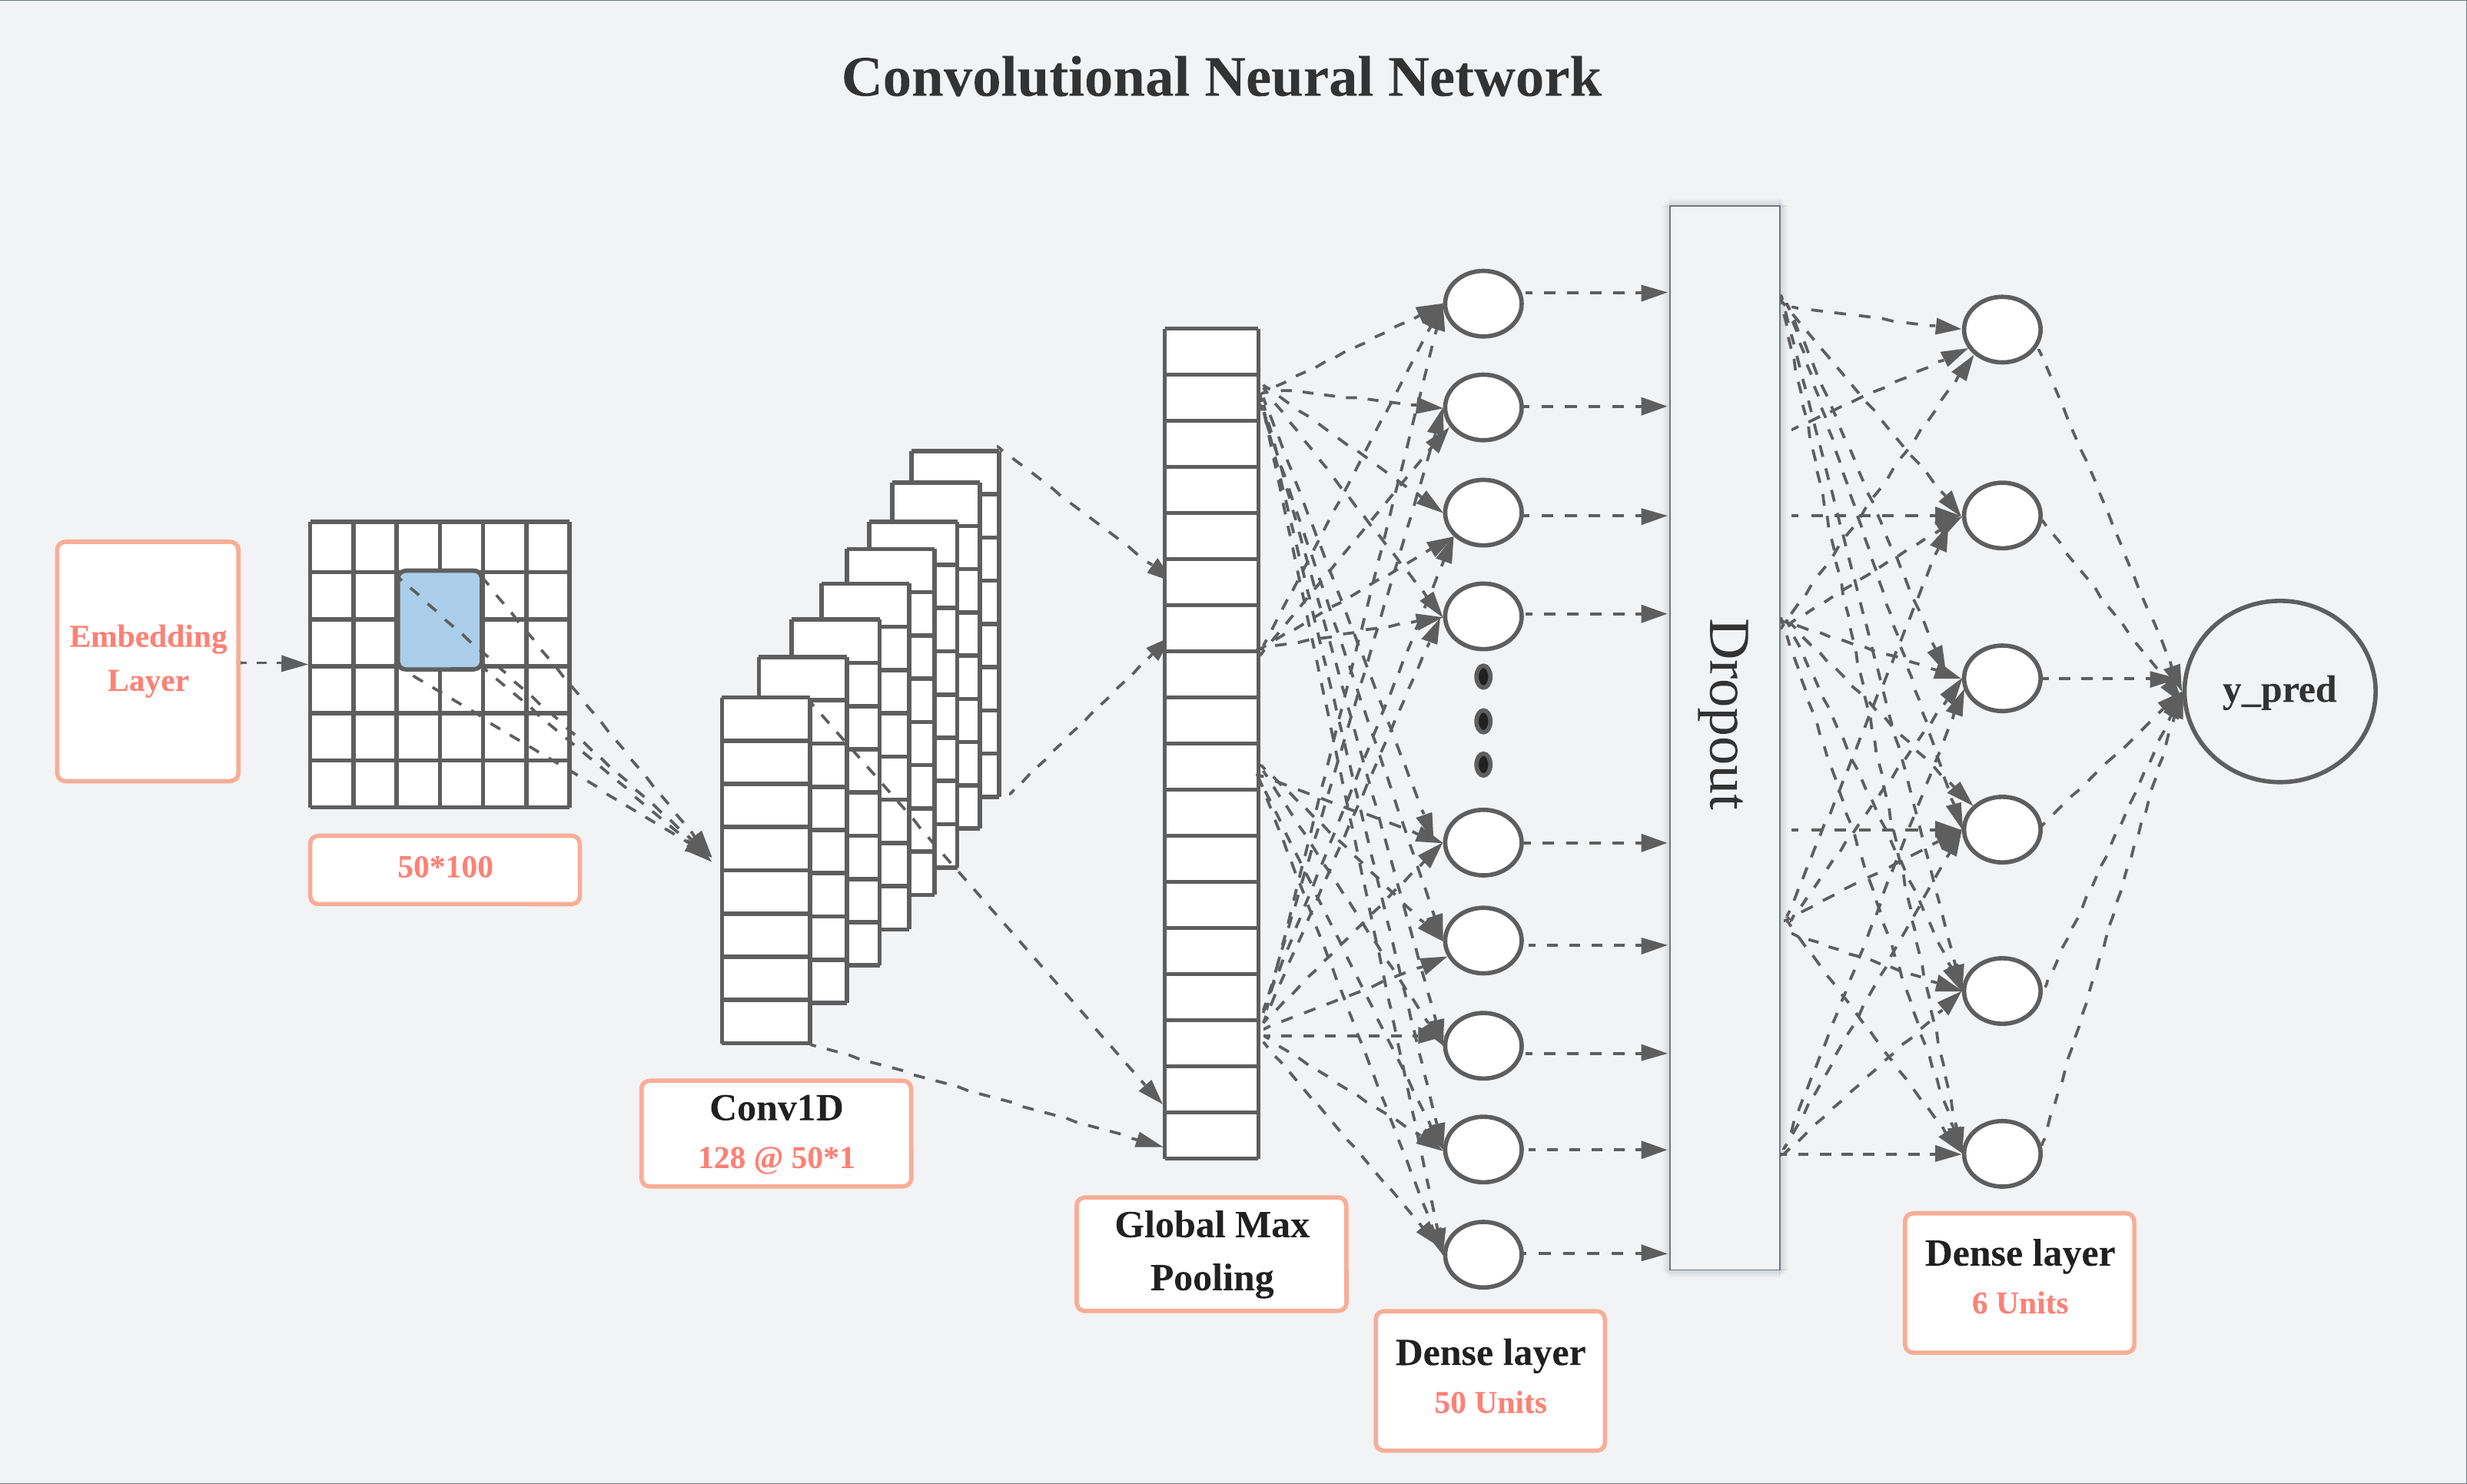 Convolutional Neural Network
Embedding
Layer
50*100
Conv1D
128 @ 50*1
Global Max
Pooling
Dense layer
50 Units
Dropout
Dense layer
6 Units
y_pred